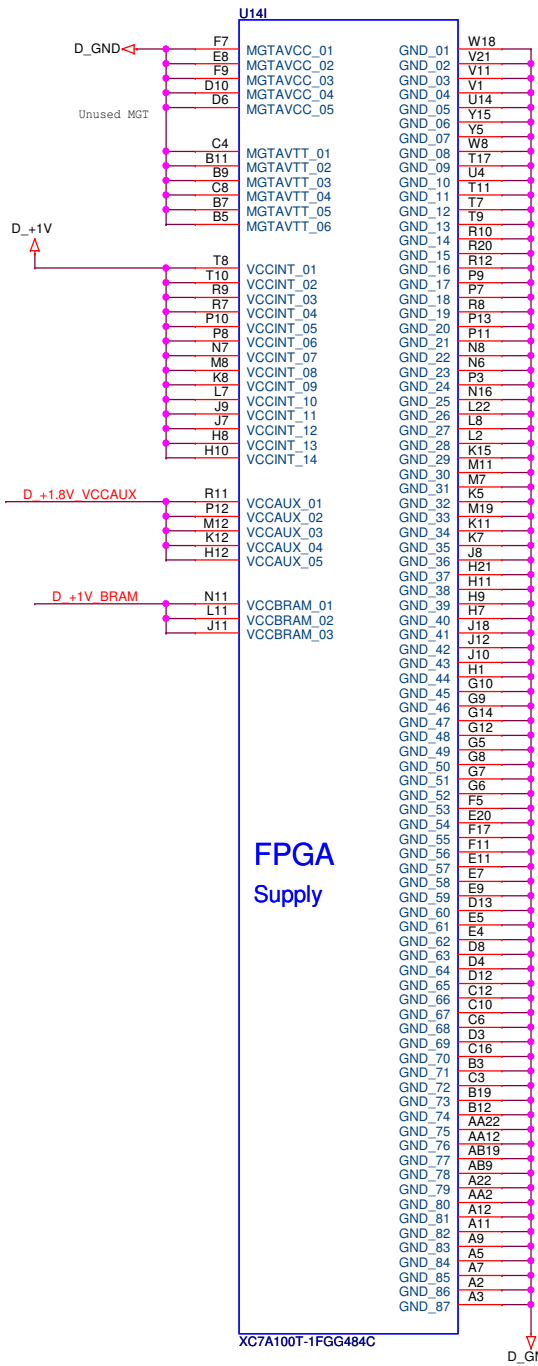 U14I
D_GND F7 MGTAVCC_01
E8 MGTAVCC_02
F9 MGTAVCC_03
D10 MGTAVCC_04
D6 MGTAVCC_05
Unused MGT
C4 MGTAVTT_01
B11 MGTAVTT_02
B9 MGTAVTT_03
C8 MGTAVTT_04
B7 MGTAVTT_05
B5 MGTAVTT_06
D_+1V
T8 VCCINT_01
T10 VCCINT_02
R9 VCCINT_03
R7 VCCINT_04
P10 VCCINT_05
P8 VCCINT_06
N7 VCCINT_07
M8 VCCINT_08
K8 VCCINT_09
L7 VCCINT_10
J9 VCCINT_11
J7 VCCINT_12
H8 VCCINT_13
H10 VCCINT_14
D_+1.8V_VCCAUX R11 VCCAUX_01
P12 VCCAUX_02
M12 VCCAUX_03
K12 VCCAUX_04
H12 VCCAUX_05
D_+1V_BRAM N11 VCCBRAM_01
L11 VCCBRAM_02
J11 VCCBRAM_03
FPGA
Supply
GND_01 W18
GND_02 V21
GND_03 V11
GND_04 V1
GND_05 U14
GND_06 Y15
GND_07 Y5
GND_08 W8
GND_09 T17
GND_10 U4
GND_11 T11
GND_12 T7
GND_13 T9
GND_14 R10
GND_15 R20
GND_16 R12
GND_17 P9
GND_18 P7
GND_19 R8
GND_20 P13
GND_21 P11
GND_22 N8
GND_23 N6
GND_24 P3
GND_25 N16
GND_26 L22
GND_27 L8
GND_28 L2
GND_29 K15
GND_30 M11
GND_31 M7
GND_32 K5
GND_33 M19
GND_34 K11
GND_35 K7
GND_36 J8
GND_37 H21
GND_38 H11
GND_39 H9
GND_40 H7
GND_41 J18
GND_42 J12
GND_43 J10
GND_44 H1
GND_45 G10
GND_46 G9
GND_47 G14
GND_48 G12
GND_49 G5
GND_50 G8
GND_51 G7
GND_52 G6
GND_53 F5
GND_54 E20
GND_55 F17
GND_56 F11
GND_57 E11
GND_58 E7
GND_59 E9
GND_60 D13
GND_61 E5
GND_62 E4
GND_63 D8
GND_64 D4
GND_65 D12
GND_66 C12
GND_67 C10
GND_68 C6
GND_69 D3
GND_70 C16
GND_71 B3
GND_72 C3
GND_73 B19
GND_74 B12
GND_75 AA22
GND_76 AA12
GND_77 AB19
GND_78 AB9
GND_79 A22
GND_80 AA2
GND_81 A12
GND_82 A11
GND_83 A9
GND_84 A5
GND_85 A7
GND_86 A2
GND_87 A3
XC7A100T-1FGG484C